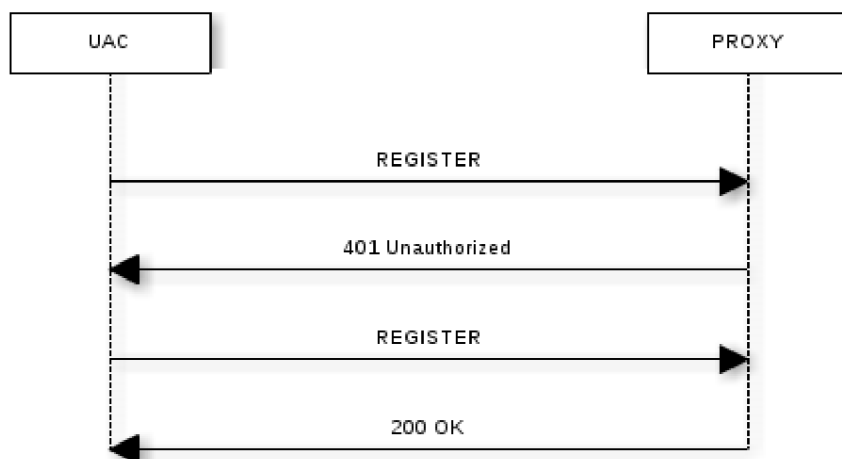 UAC
PROXY
REGISTER
401 Unauthorized
REGISTER
200 OK